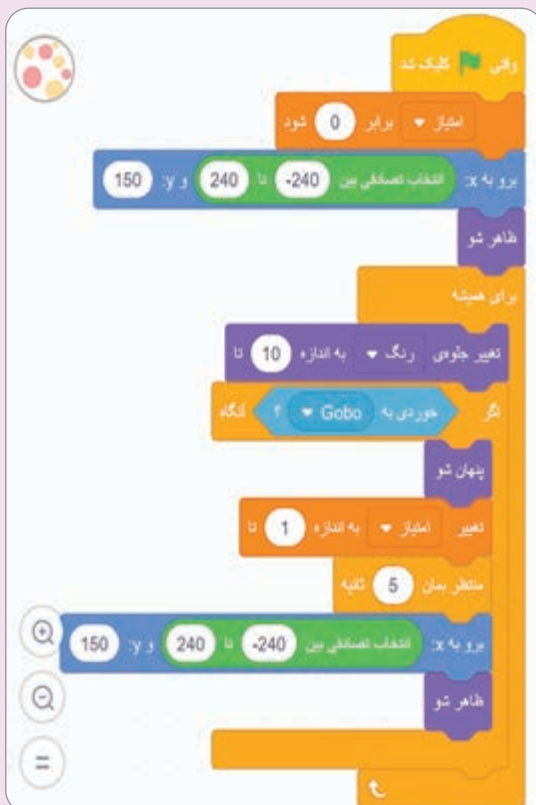 وقتی کلیک شد
امتیاز برابر 0 شود
برو به x: انتخاب تصادفی بین -240 تا 240 و y: 150
ظاهر شو
برای همیشه
تغییر جلوه‌ی رنگ به اندازه 10 تا
اگر خوردی به Gobo ؟ آنگاه
پنهان شو
تغییر امتیاز به اندازه 1 تا
منتظر بمان 5 ثانیه
برو به x: انتخاب تصادفی بین -240 تا 240 و y: 150
ظاهر شو